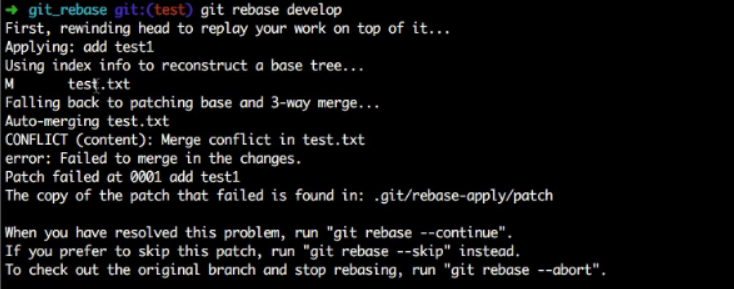 ➜ git_rebase git:(test) git rebase develop
First, rewinding head to replay your work on top of it...
Applying: add test1
Using index info to reconstruct a base tree...
M       test.txt
Falling back to patching base and 3-way merge...
Auto-merging test.txt
CONFLICT (content): Merge conflict in test.txt
error: Failed to merge in the changes.
Patch failed at 0001 add test1
The copy of the patch that failed is found in: .git/rebase-apply/patch

When you have resolved this problem, run "git rebase --continue".
If you prefer to skip this patch, run "git rebase --skip" instead.
To check out the original branch and stop rebasing, run "git rebase --abort".